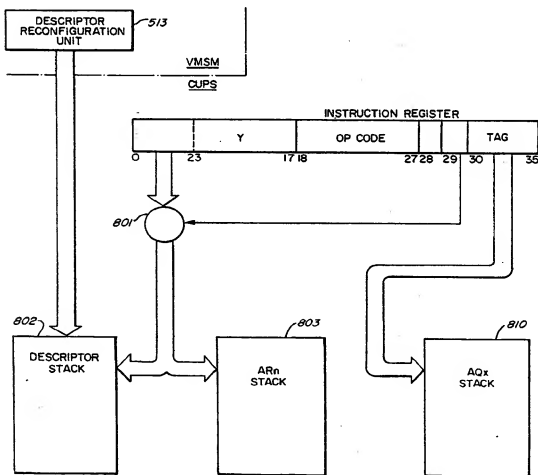 DESCRIPTOR
RECONFIGURATION
UNIT
513
VMSM
CUPS
INSTRUCTION REGISTER
Y
OP CODE
TAG
0 23 17 18 27 28 29 30 35
801
802
DESCRIPTOR
STACK
803
ARn
STACK
810
AQx
STACK